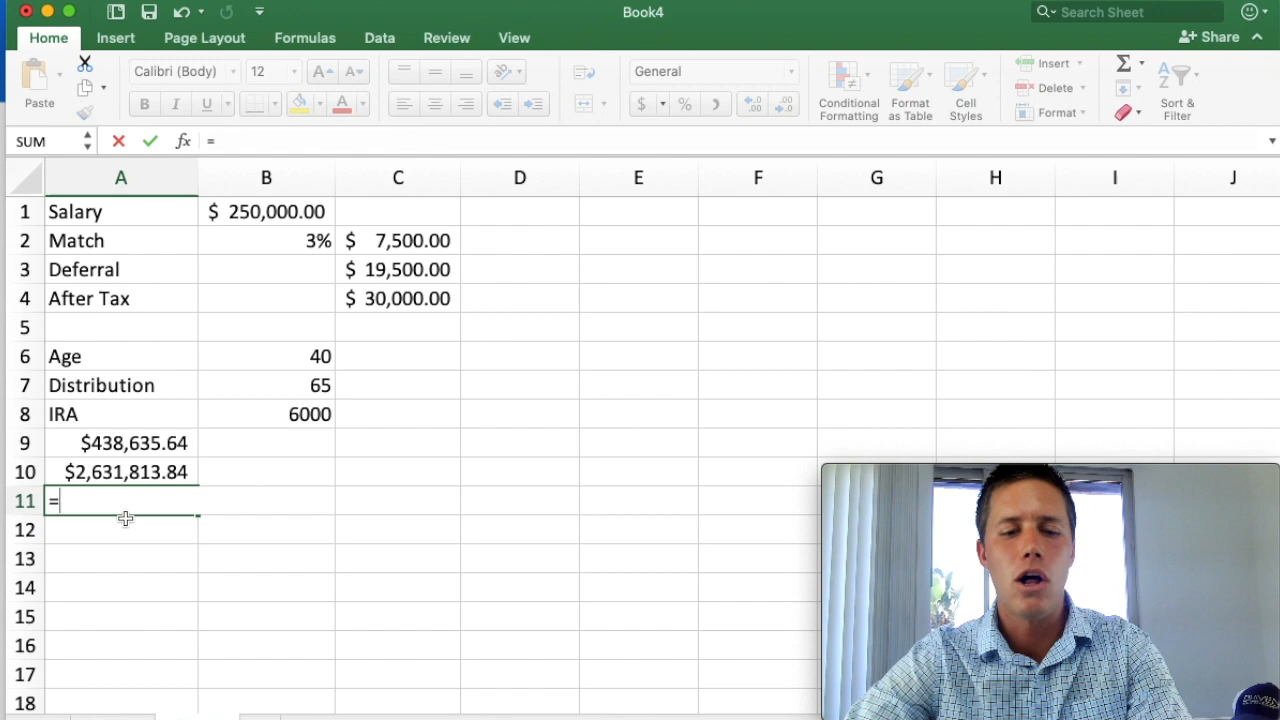 Book4
Search Sheet
Home Insert Page Layout Formulas Data Review View
Share
Paste
Calibri (Body) 12 A A
General
Insert
B I U A
$ % ,
Conditional Formatting
Format as Table
Cell Styles
Delete
Format
Sort & Filter
SUM fx =
A B C D E F G H I J
1 Salary $ 250,000.00
2 Match 3% $ 7,500.00
3 Deferral $ 19,500.00
4 After Tax $ 30,000.00
5
6 Age 40
7 Distribution 65
8 IRA 6000
9 $438,635.64
10 $2,631,813.84
11 =
12
13
14
15
16
17
18